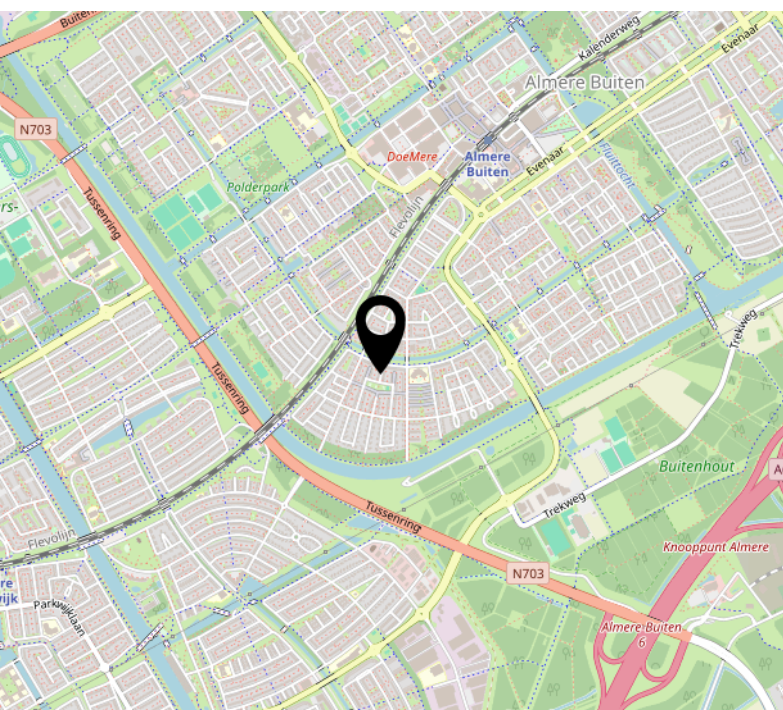 Buiten
Kalenderweg
Evenaar
Almere Buiten
N703
DoeMere
Almere
Buiten
Evenaar
Fluittocht
Polderpark
Tussenring
Flevolijn
Trekweg
Tussenring
Buitenhout
Trekweg
Tussenring
Flevolijn
Knooppunt Almere
N703
Parkwijklaan
Almere Buiten
6